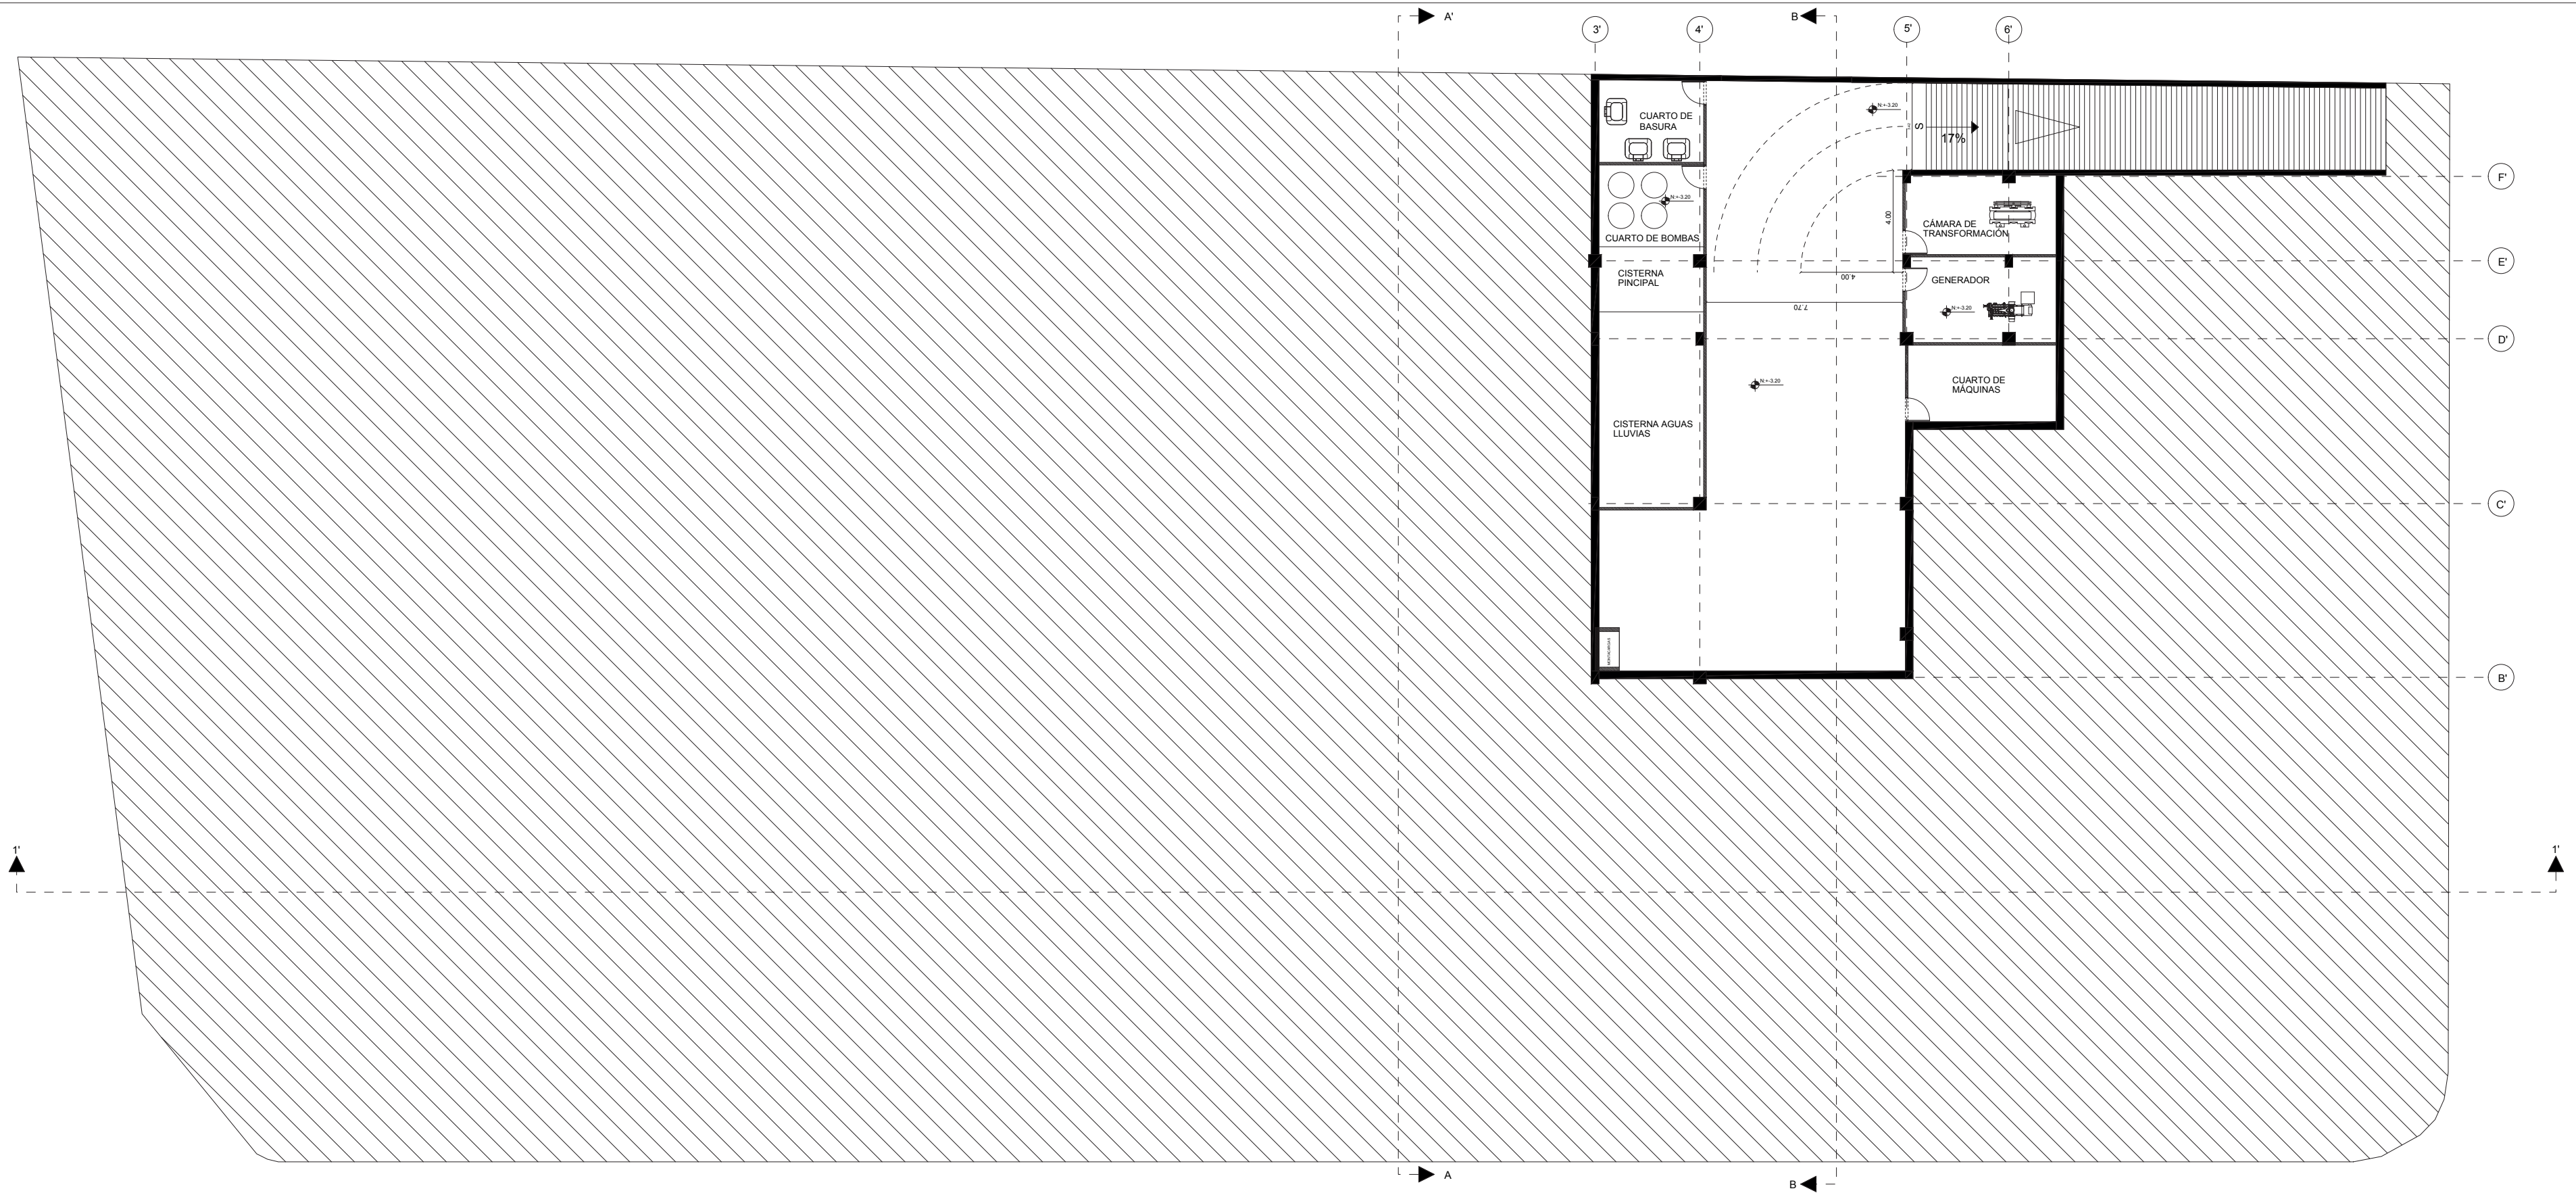 A'
B
3'
4'
5'
6'
CUARTO DE
BASURA
N:+-3.20
S
17%
F'
N:+-3.20
CUARTO DE BOMBAS
4.00
CÁMARA DE
TRANSFORMACIÓN
E'
CISTERNA
PINCIPAL
4.00
GENERADOR
7.70
N:+-3.20
D'
N:+-3.20
CUARTO DE
MÁQUINAS
CISTERNA AGUAS
LLUVIAS
C'
MONTACARGAS
B'
1'
1'
A
B